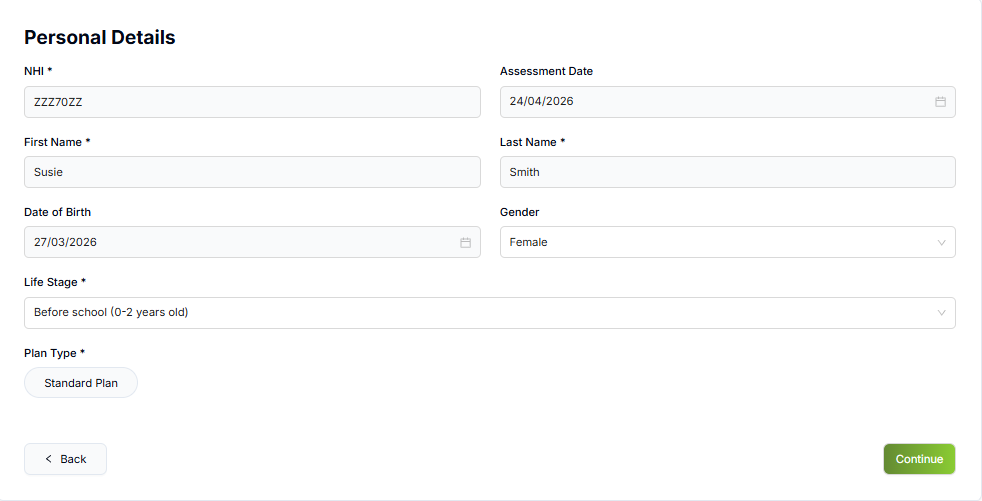 Personal Details
NHI *
Assessment Date
ZZZ70ZZ
24/04/2026
First Name *
Last Name *
Susie
Smith
Date of Birth
Gender
27/03/2026
Female
Life Stage *
Before school (0-2 years old)
Plan Type *
Standard Plan
Back
Continue